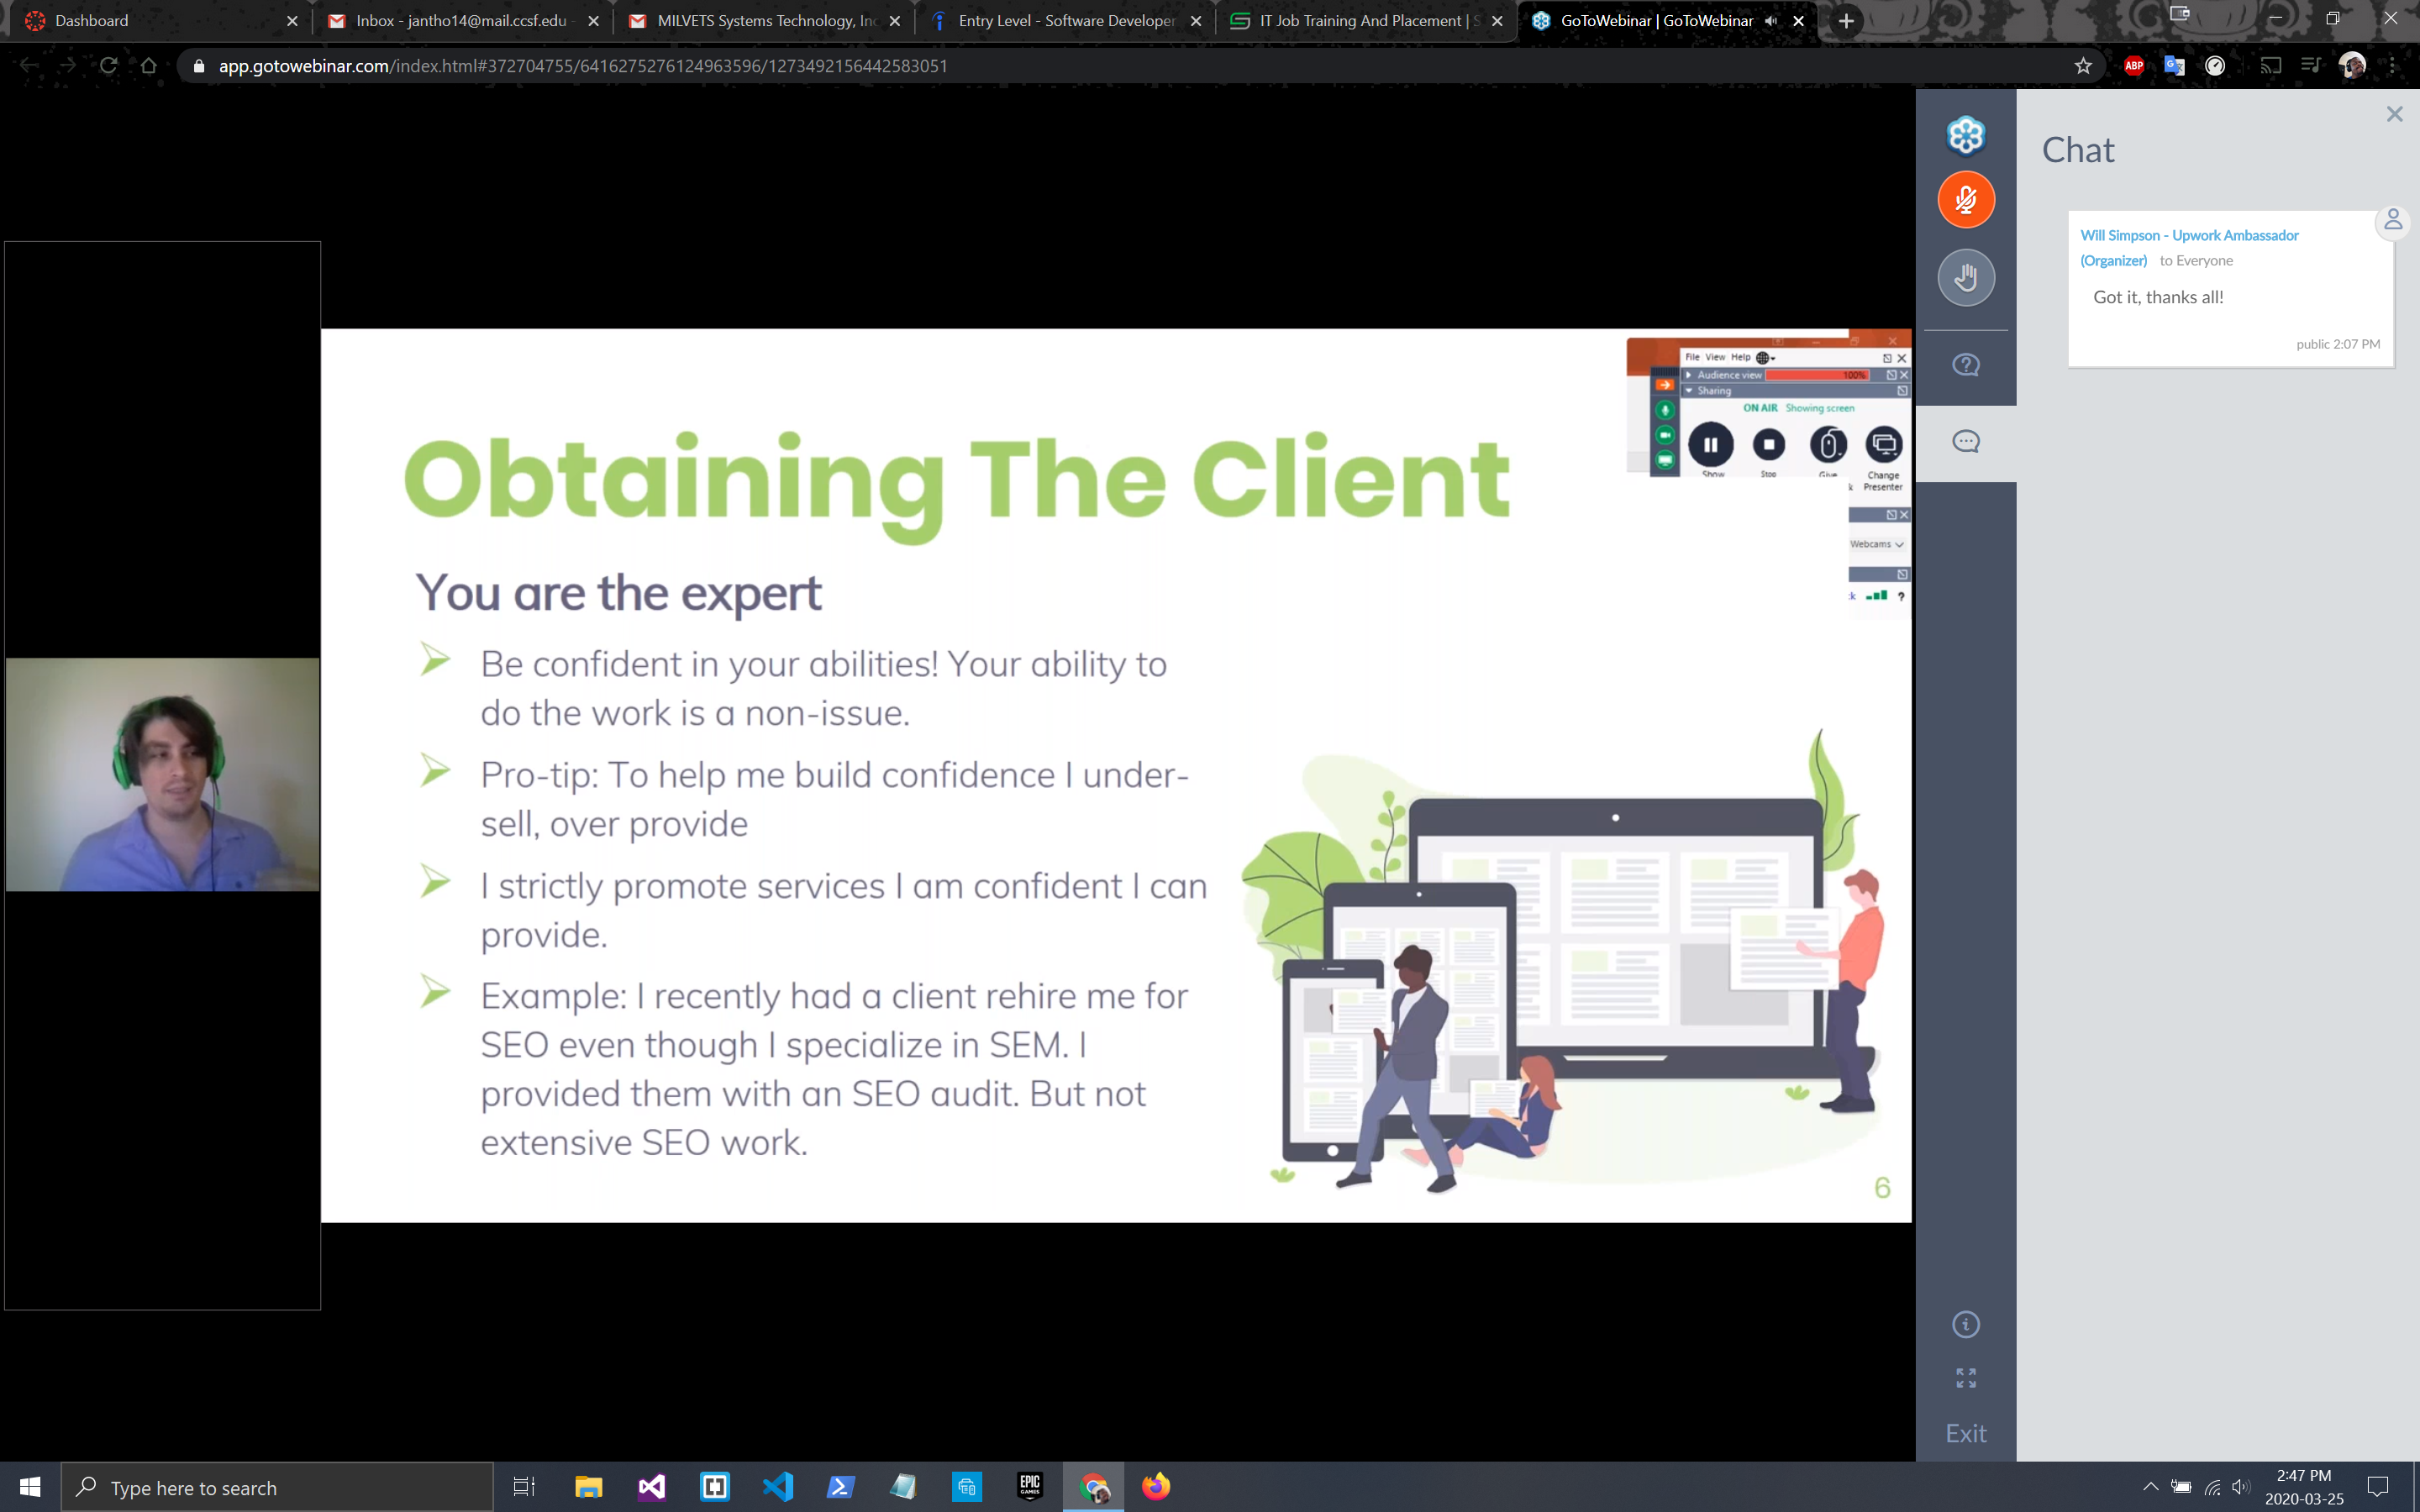 Dashboard
Inbox - jantho14@mail.ccsf.edu -
MILVETS Systems Technology, Inc
Entry Level - Software Developer
IT Job Training And Placement | S
GoToWebinar | GoToWebinar
app.gotowebinar.com/index.html#372704755/6416275276124963596/1273492156442583051
ABP
Chat
Will Simpson - Upwork Ambassador
(Organizer) to Everyone
Got it, thanks all!
public 2:07 PM
File View Help
Audience view 100%
Sharing
ON AIR Showing screen
Show Stop Give Change
Presenter
Webcams
Obtaining The Client
You are the expert
Be confident in your abilities! Your ability to
do the work is a non-issue.
Pro-tip: To help me build confidence I under-
sell, over provide
I strictly promote services I am confident I can
provide.
Example: I recently had a client rehire me for
SEO even though I specialize in SEM. I
provided them with an SEO audit. But not
extensive SEO work.
6
Exit
Type here to search
EPIC
GAMES
2:47 PM
2020-03-25